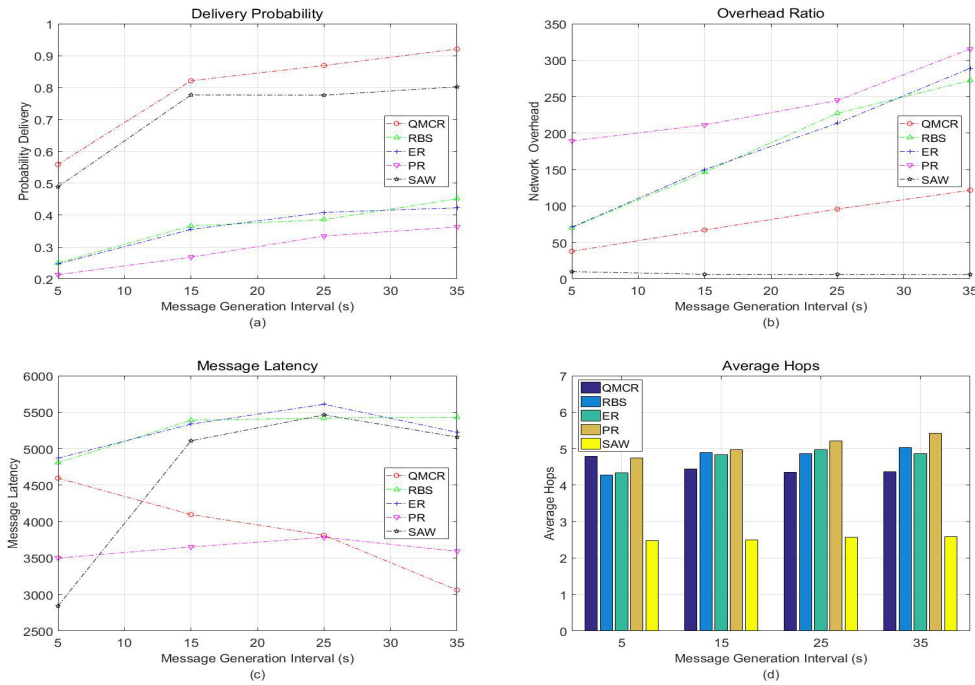 Delivery Probability
1
0.9
0.8
0.7
0.6
0.5
0.4
0.3
0.2
Probability Delivery
QMCR
RBS
ER
PR
SAW
5 10 15 20 25 30 35
Message Generation Interval (s)
(a)
Overhead Ratio
350
300
250
200
150
100
50
0
Network Overhead
QMCR
RBS
ER
PR
SAW
5 10 15 20 25 30 35
Message Generation Interval (s)
(b)
Message Latency
6000
5500
5000
4500
4000
3500
3000
2500
Message Latency
QMCR
RBS
ER
PR
SAW
5 10 15 20 25 30 35
Message Generation Interval (s)
(c)
Average Hops
7
6
5
4
3
2
1
0
Average Hops
QMCR
RBS
ER
PR
SAW
5 15 25 35
Message Generation Interval (s)
(d)